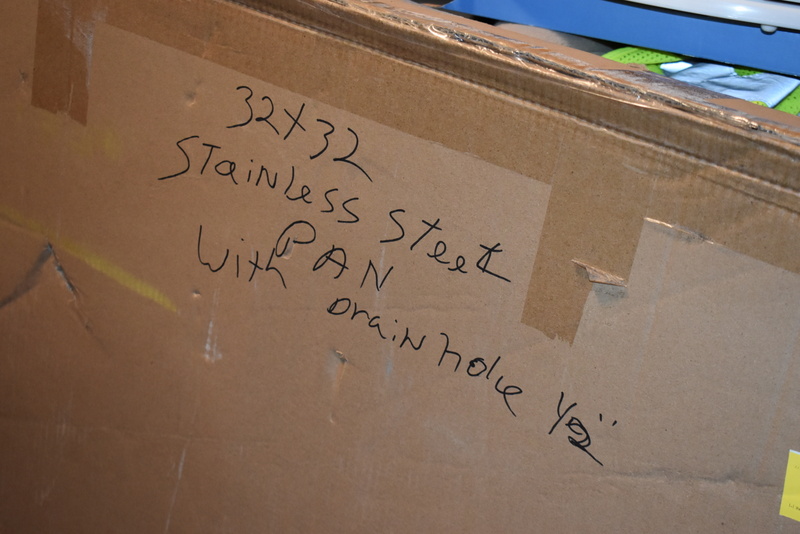 32x32
Stainless Steel
PAN
With Drain hole 1/2"